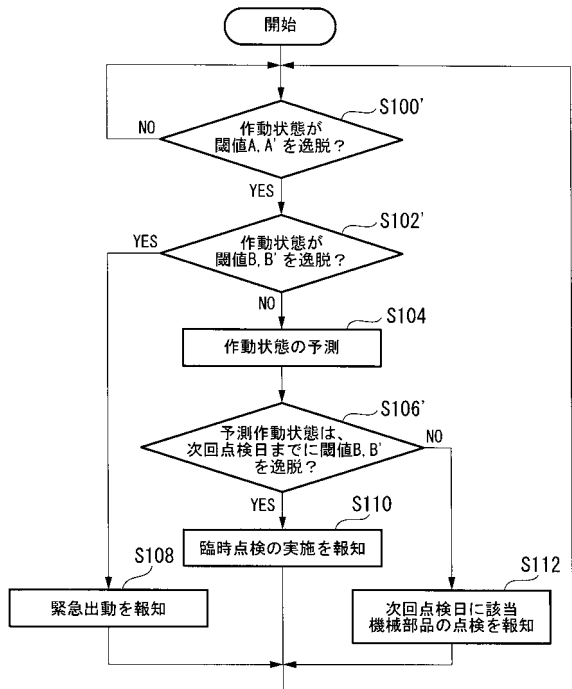 開始
S100'
作動状態が
閾値A, A' を逸脱?
NO
YES
S102'
作動状態が
閾値B, B' を逸脱?
YES
NO
S104
作動状態の予測
S106'
予測作動状態は、
次回点検日までに閾値B, B'
を逸脱?
NO
YES
S110
臨時点検の実施を報知
S108
緊急出動を報知
S112
次回点検日に該当
機械部品の点検を報知